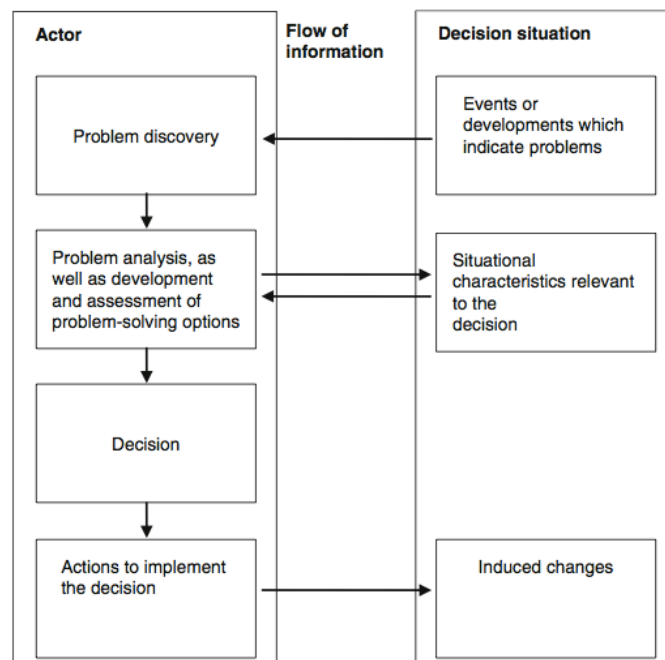 Actor
Flow of
information
Decision situation
Problem discovery
Events or
developments which
indicate problems
Problem analysis, as
well as development
and assessment of
problem-solving options
Situational
characteristics relevant
to the
decision
Decision
Actions to implement
the decision
Induced changes